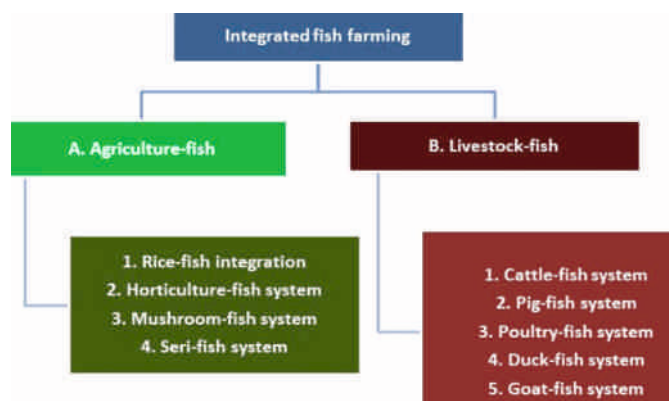 Integrated fish farming
A. Agriculture-fish
B. Livestock-fish
1. Rice-fish integration
2. Horticulture-fish system
3. Mushroom-fish system
4. Seri-fish system
1. Cattle-fish system
2. Pig-fish system
3. Poultry-fish system
4. Duck-fish system
5. Goat-fish system